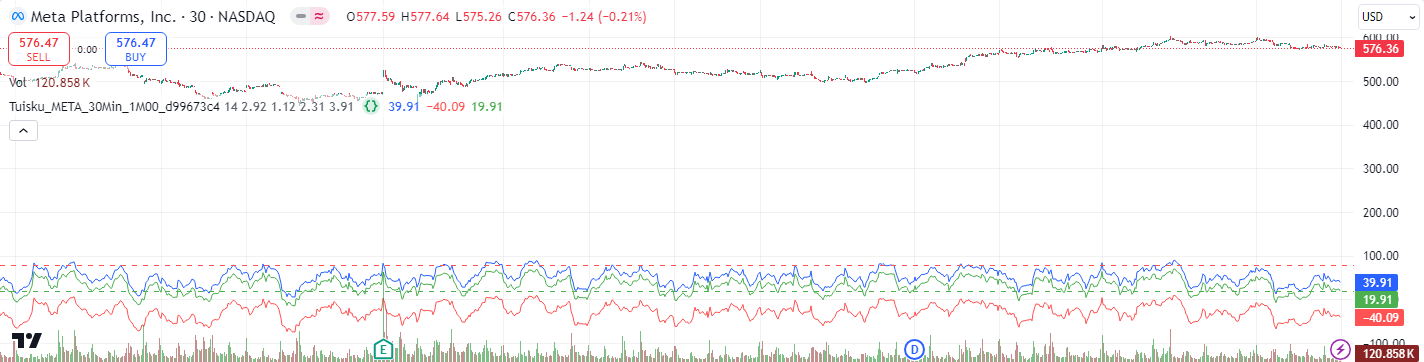 Meta Platforms, Inc. · 30 · NASDAQ O577.59 H577.64 L575.26 C576.36 −1.24 (−0.21%)
USD
576.47 SELL
0.00
576.47 BUY
Vol 120.858 K
Tuisku_META_30Min_1M00_d99673c4 14 2.92 1.12 2.31 3.91 {} 39.91 −40.09 19.91
600.00
576.36
500.00
400.00
300.00
200.00
100.00
39.91
19.91
−40.09
120.858 K
E
D